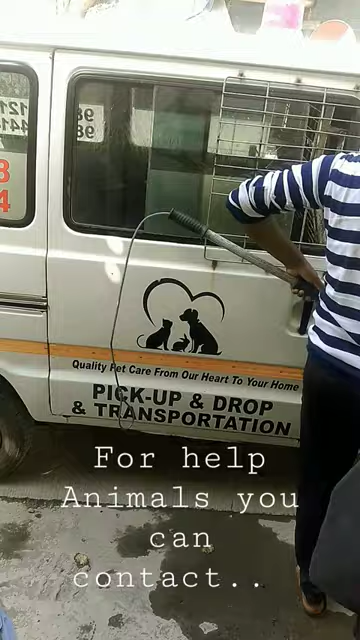 Quality Pet Care From Our Heart To Your Home
PICK-UP & DROP
& TRANSPORTATION
For help
Animals you
can
contact..